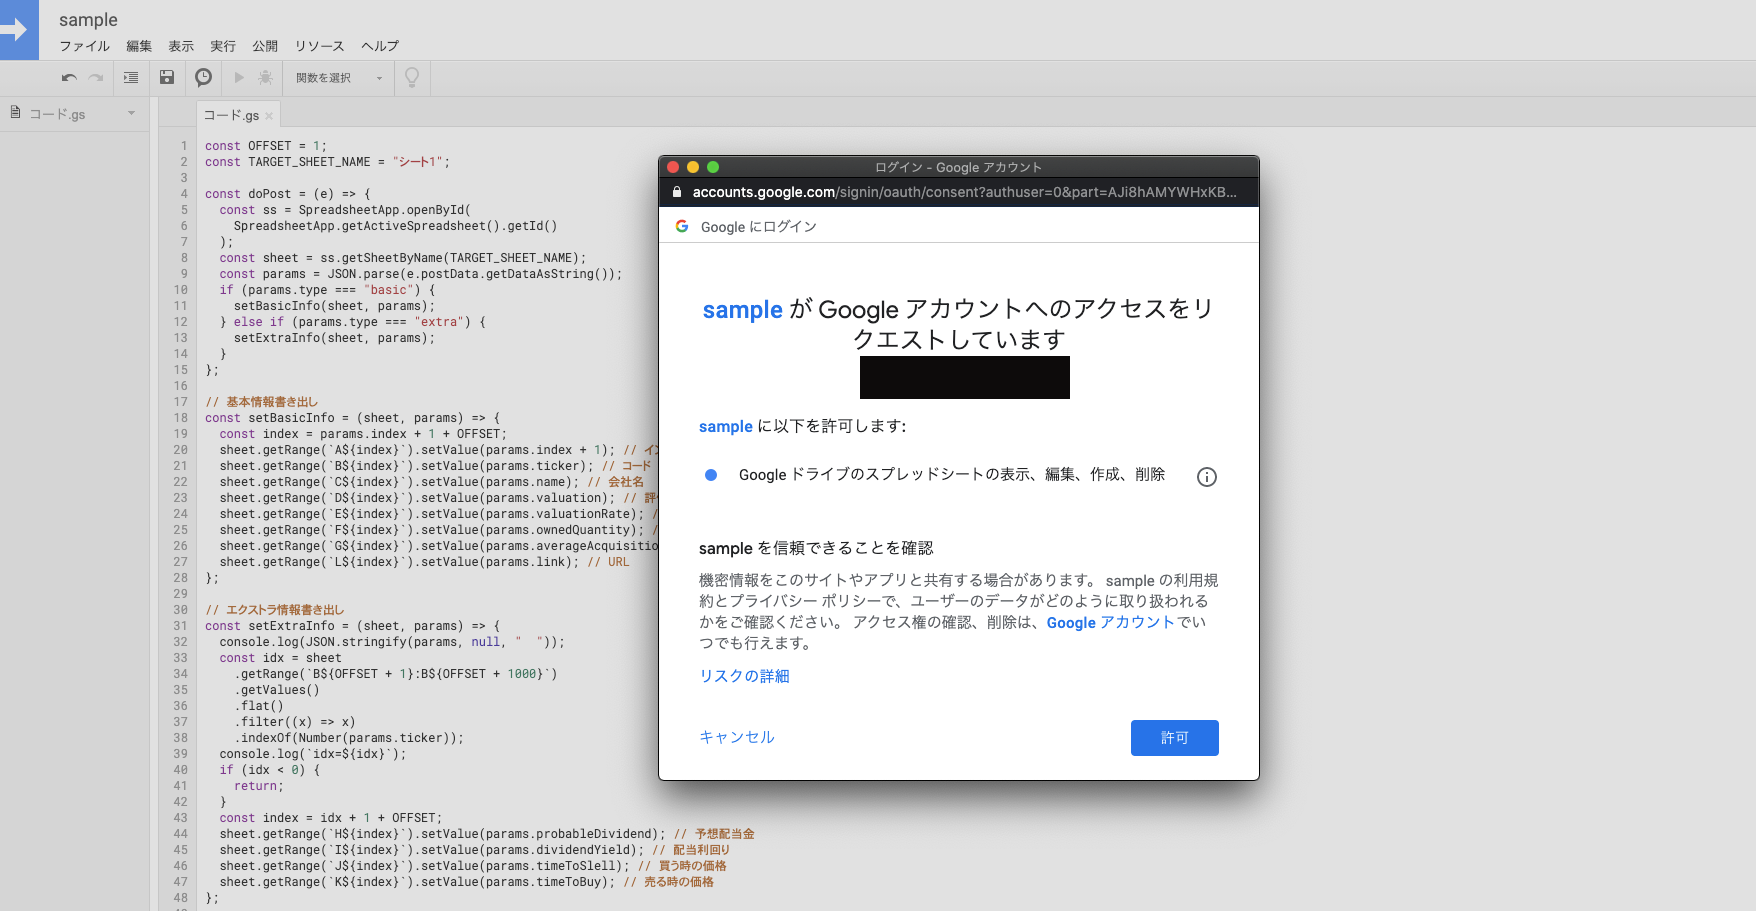 sample
ファイル 編集 表示 実行 公開 リソース ヘルプ
関数を選択
コード.gs
コード.gs ×
1 const OFFSET = 1;
2 const TARGET_SHEET_NAME = "シート1";
3
4 const doPost = (e) => {
5 const ss = SpreadsheetApp.openById(
6 SpreadsheetApp.getActiveSpreadsheet().getId()
7 );
8 const sheet = ss.getSheetByName(TARGET_SHEET_NAME);
9 const params = JSON.parse(e.postData.getDataAsString());
10 if (params.type === "basic") {
11 setBasicInfo(sheet, params);
12 } else if (params.type === "extra") {
13 setExtraInfo(sheet, params);
14 }
15 };
16
17 // 基本情報書き出し
18 const setBasicInfo = (sheet, params) => {
19 const index = params.index + 1 + OFFSET;
20 sheet.getRange(`A${index}`).setValue(params.index + 1); // イ
21 sheet.getRange(`B${index}`).setValue(params.ticker); // コード
22 sheet.getRange(`C${index}`).setValue(params.name); // 会社名
23 sheet.getRange(`D${index}`).setValue(params.valuation); // 評
24 sheet.getRange(`E${index}`).setValue(params.valuationRate); /
25 sheet.getRange(`F${index}`).setValue(params.ownedQuantity); /
26 sheet.getRange(`G${index}`).setValue(params.averageAcquisitio
27 sheet.getRange(`L${index}`).setValue(params.link); // URL
28 };
29
30 // エクストラ情報書き出し
31 const setExtraInfo = (sheet, params) => {
32 console.log(JSON.stringify(params, null, "  "));
33 const idx = sheet
34 .getRange(`B${OFFSET + 1}:B${OFFSET + 1000}`)
35 .getValues()
36 .flat()
37 .filter((x) => x)
38 .indexOf(Number(params.ticker));
39 console.log(`idx=${idx}`);
40 if (idx < 0) {
41 return;
42 }
43 const index = idx + 1 + OFFSET;
44 sheet.getRange(`H${index}`).setValue(params.probableDividend); // 予想配当金
45 sheet.getRange(`I${index}`).setValue(params.dividendYield); // 配当利回り
46 sheet.getRange(`J${index}`).setValue(params.timeToSlell); // 買う時の価格
47 sheet.getRange(`K${index}`).setValue(params.timeToBuy); // 売る時の価格
48 };
ログイン - Google アカウント
accounts.google.com/signin/oauth/consent?authuser=0&part=AJi8hAMYWHxKB...
Google にログイン
sample が Google アカウントへのアクセスをリ
クエストしています
sample に以下を許可します:
Google ドライブのスプレッドシートの表示、編集、作成、削除
sample を信頼できることを確認
機密情報をこのサイトやアプリと共有する場合があります。 sample の利用規
約とプライバシー ポリシーで、ユーザーのデータがどのように取り扱われる
かをご確認ください。 アクセス権の確認、削除は、Google アカウントでい
つでも行えます。
リスクの詳細
キャンセル
許可